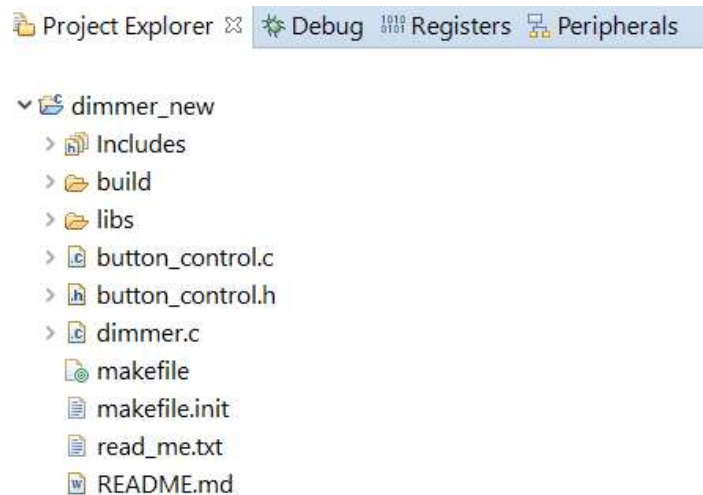 Project Explorer Debug Registers Peripherals
dimmer_new
Includes
build
libs
button_control.c
button_control.h
dimmer.c
makefile
makefile.init
read_me.txt
README.md